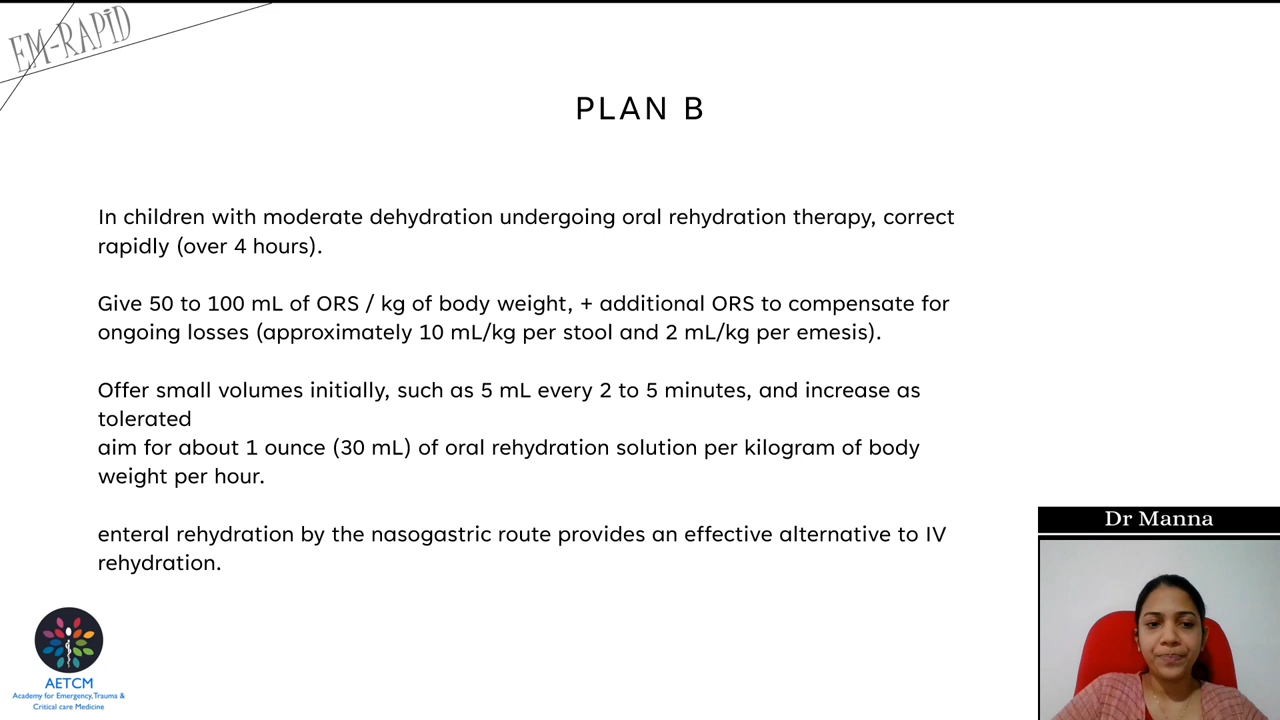 EM-RAPiD
PLAN B
In children with moderate dehydration undergoing oral rehydration therapy, correct
rapidly (over 4 hours).
Give 50 to 100 mL of ORS / kg of body weight, + additional ORS to compensate for
ongoing losses (approximately 10 mL/kg per stool and 2 mL/kg per emesis).
Offer small volumes initially, such as 5 mL every 2 to 5 minutes, and increase as
tolerated
aim for about 1 ounce (30 mL) of oral rehydration solution per kilogram of body
weight per hour.
enteral rehydration by the nasogastric route provides an effective alternative to IV
rehydration.
Dr Manna
AETCM
Academy for Emergency,Trauma &
Critical care Medicine